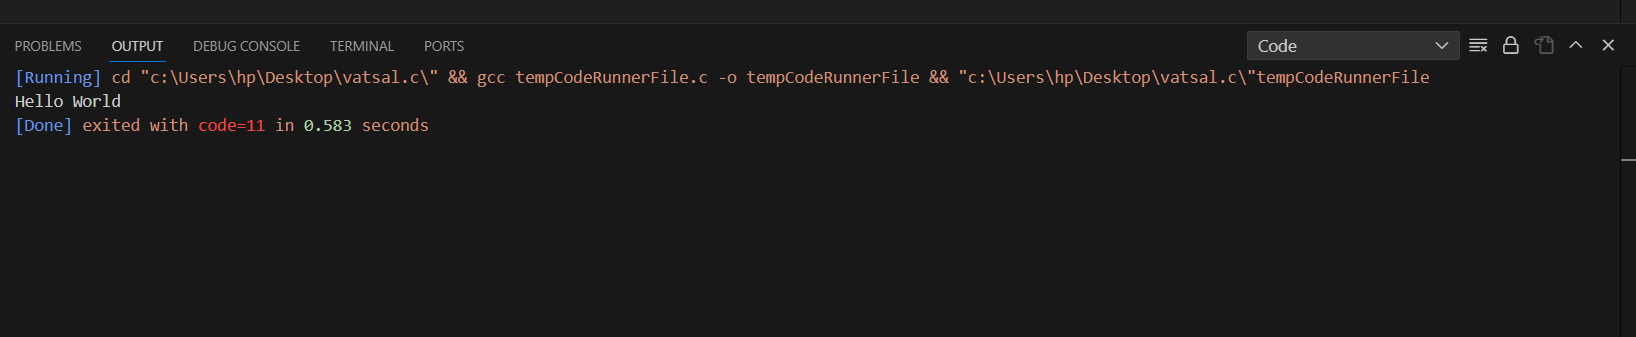 PROBLEMS OUTPUT DEBUG CONSOLE TERMINAL PORTS Code
[Running] cd "c:\Users\hp\Desktop\vatsal.c\" && gcc tempCodeRunnerFile.c -o tempCodeRunnerFile && "c:\Users\hp\Desktop\vatsal.c\"tempCodeRunnerFile
Hello World
[Done] exited with code=11 in 0.583 seconds